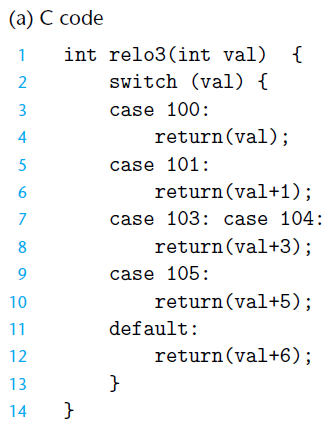 (a) C code
1 int relo3(int val) {
2 switch (val) {
3 case 100:
4 return(val);
5 case 101:
6 return(val+1);
7 case 103: case 104:
8 return(val+3);
9 case 105:
10 return(val+5);
11 default:
12 return(val+6);
13 }
14 }